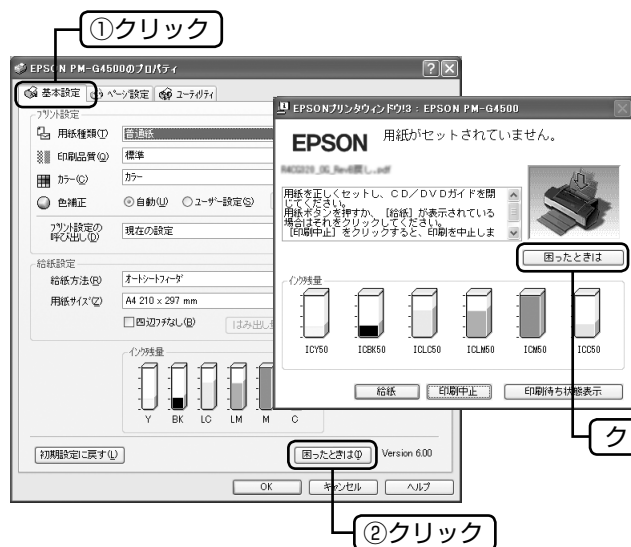 ①クリック
EPSON PM-G4500のプロパティ
基本設定 ページ設定 ユーティリティ
プリント設定
用紙種類(T) 普通紙
印刷品質(Q) 標準
カラー(C) カラー
色補正 自動(U) ユーザー設定(S)
プリント設定の
呼び出し(D) 現在の設定
給紙設定
給紙方法(R) オートシートフィーダ
用紙サイズ(Z) A4 210 x 297 mm
四辺フチなし(B) はみ出し
インク残量
Y BK LC LM M C
初期設定に戻す(L) 困ったときは(I) Version 6.00
OK キャンセル ヘルプ
②クリック
EPSONプリンタウィンドウ!3 : EPSON PM-G4500
EPSON 用紙がセットされていません。
用紙を正しくセットし、CD/DVDガイドを閉
じてください。
用紙ボタンを押すか、[給紙]が表示されている
場合はそれをクリックしてください。
[印刷中止]をクリックすると、印刷を中止しま
困ったときは
インク残量
ICY50 ICBK50 ICLC50 ICLM50 ICM50 ICC50
給紙 印刷中止 印刷待ち状態表示
ク